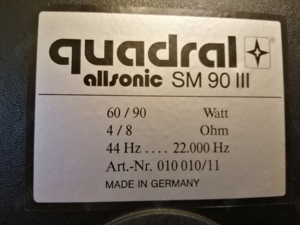 quadral
allsonic SM 90 III
60/90 Watt
4/8 Ohm
44 Hz .... 22.000 Hz
Art.-Nr. 010 010/11
MADE IN GERMANY